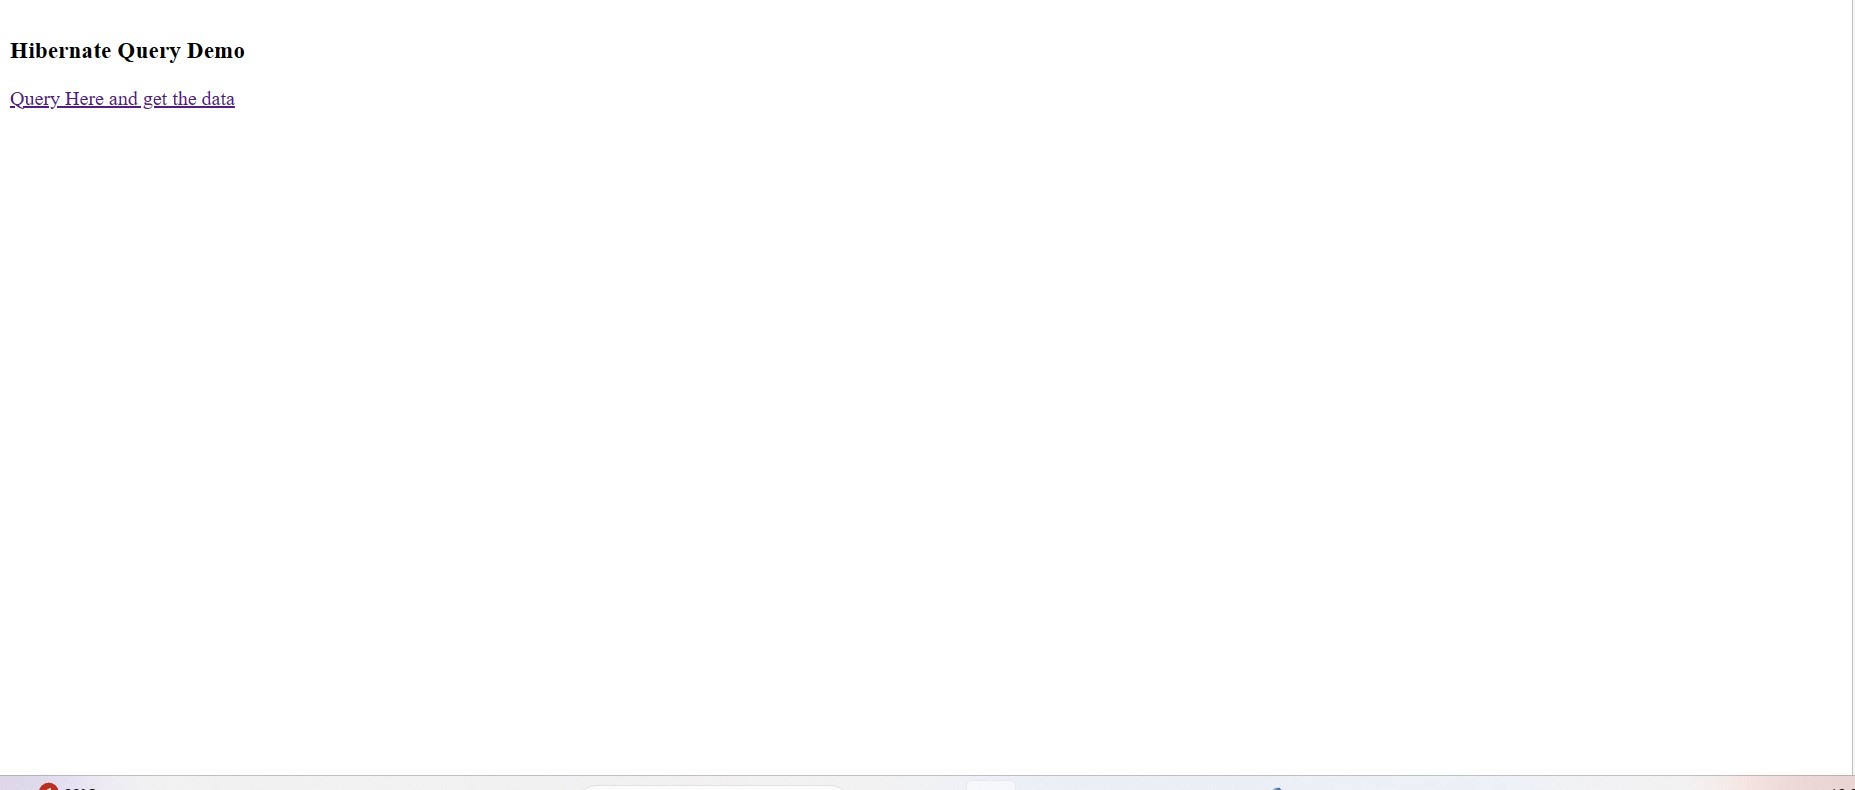 Hibernate Query Demo
Query Here and get the data